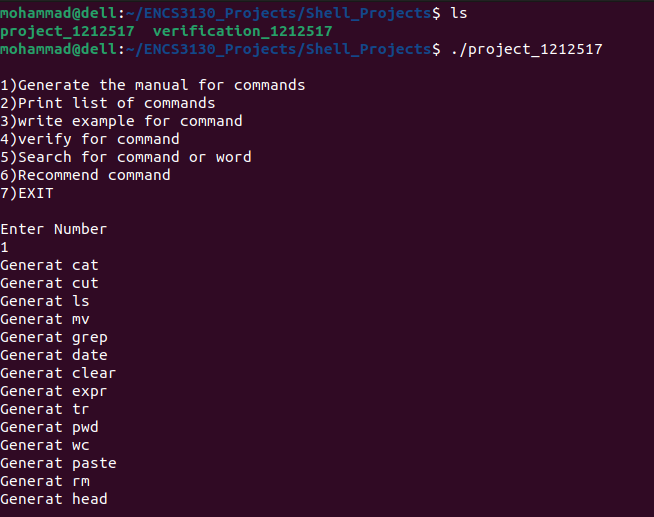 mohammad@dell:~/ENCS3130_Projects/Shell_Projects$ ls
project_1212517  verification_1212517
mohammad@dell:~/ENCS3130_Projects/Shell_Projects$ ./project_1212517
1)Generate the manual for commands
2)Print list of commands
3)write example for command
4)verify for command
5)Search for command or word
6)Recommend command
7)EXIT
Enter Number
1
Generat cat
Generat cut
Generat ls
Generat mv
Generat grep
Generat date
Generat clear
Generat expr
Generat tr
Generat pwd
Generat wc
Generat paste
Generat rm
Generat head